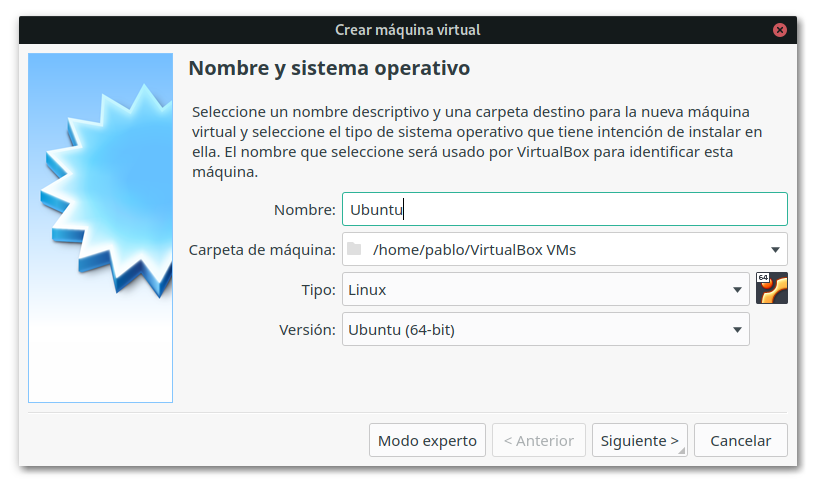 Crear máquina virtual
Nombre y sistema operativo
Seleccione un nombre descriptivo y una carpeta destino para la nueva máquina
virtual y seleccione el tipo de sistema operativo que tiene intención de instalar en
ella. El nombre que seleccione será usado por VirtualBox para identificar esta
máquina.
Nombre: Ubuntu
Carpeta de máquina: /home/pablo/VirtualBox VMs
Tipo: Linux 64
Versión: Ubuntu (64-bit)
Modo experto < Anterior Siguiente > Cancelar